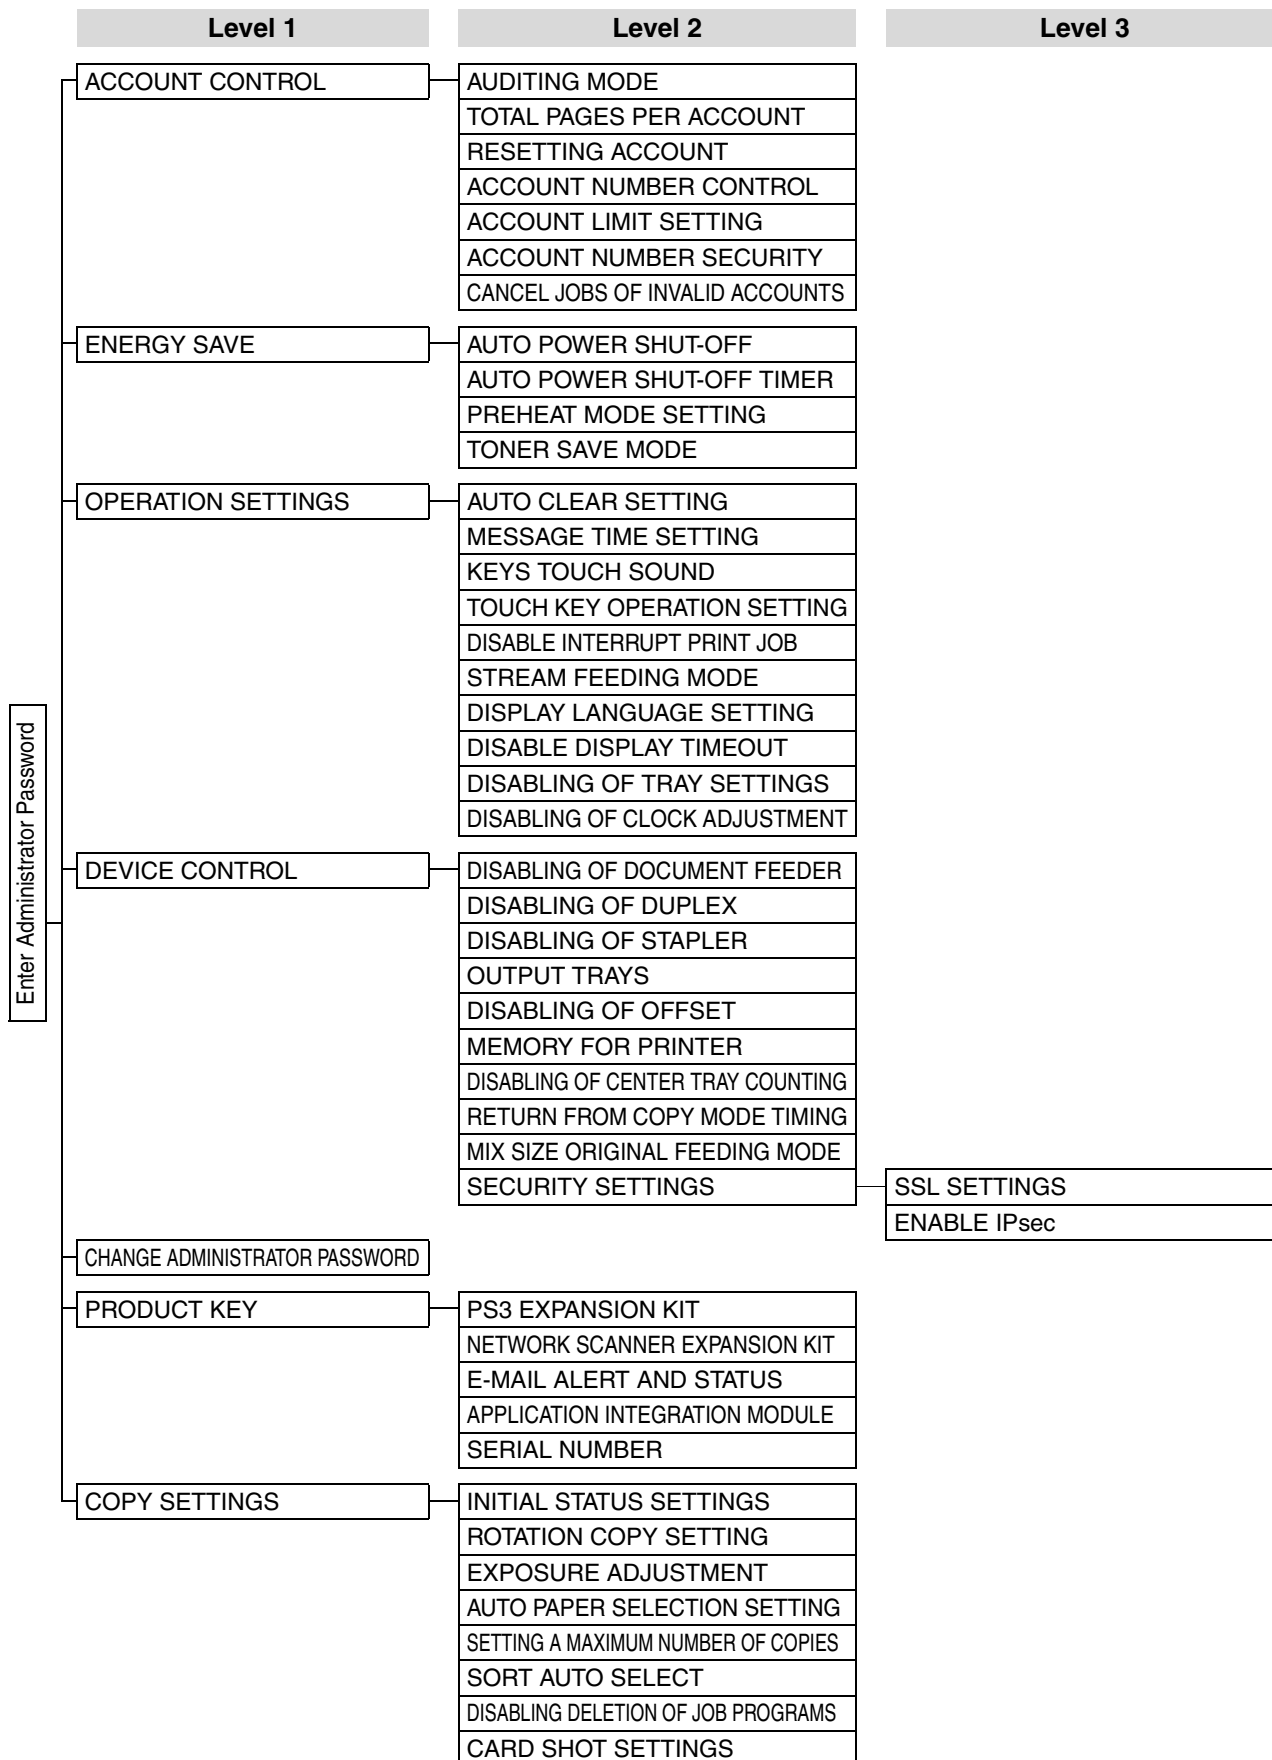 Level 1
Level 2
Level 3
Enter Administrator Password
ACCOUNT CONTROL
AUDITING MODE
TOTAL PAGES PER ACCOUNT
RESETTING ACCOUNT
ACCOUNT NUMBER CONTROL
ACCOUNT LIMIT SETTING
ACCOUNT NUMBER SECURITY
CANCEL JOBS OF INVALID ACCOUNTS
ENERGY SAVE
AUTO POWER SHUT-OFF
AUTO POWER SHUT-OFF TIMER
PREHEAT MODE SETTING
TONER SAVE MODE
OPERATION SETTINGS
AUTO CLEAR SETTING
MESSAGE TIME SETTING
KEYS TOUCH SOUND
TOUCH KEY OPERATION SETTING
DISABLE INTERRUPT PRINT JOB
STREAM FEEDING MODE
DISPLAY LANGUAGE SETTING
DISABLE DISPLAY TIMEOUT
DISABLING OF TRAY SETTINGS
DISABLING OF CLOCK ADJUSTMENT
DEVICE CONTROL
DISABLING OF DOCUMENT FEEDER
DISABLING OF DUPLEX
DISABLING OF STAPLER
OUTPUT TRAYS
DISABLING OF OFFSET
MEMORY FOR PRINTER
DISABLING OF CENTER TRAY COUNTING
RETURN FROM COPY MODE TIMING
MIX SIZE ORIGINAL FEEDING MODE
SECURITY SETTINGS
SSL SETTINGS
ENABLE IPsec
CHANGE ADMINISTRATOR PASSWORD
PRODUCT KEY
PS3 EXPANSION KIT
NETWORK SCANNER EXPANSION KIT
E-MAIL ALERT AND STATUS
APPLICATION INTEGRATION MODULE
SERIAL NUMBER
COPY SETTINGS
INITIAL STATUS SETTINGS
ROTATION COPY SETTING
EXPOSURE ADJUSTMENT
AUTO PAPER SELECTION SETTING
SETTING A MAXIMUM NUMBER OF COPIES
SORT AUTO SELECT
DISABLING DELETION OF JOB PROGRAMS
CARD SHOT SETTINGS